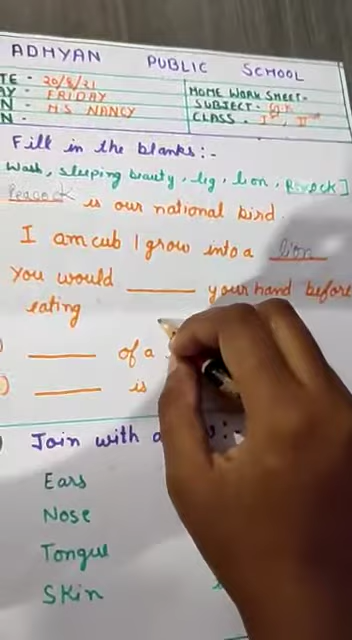 ADHYAN PUBLIC SCHOOL
TE - 20/8/21
HOME WORK SHEET-
AY - FRIDAY
SUBJECT - G.K
N - MS NANCY
CLASS - Ist, II
N -
Fill in the blanks:-
Wash, sleeping beauty, leg, lion, Peacock]
Peacock is our national bird.
I am cub I grow into a lion
You would ______ your hand before
eating
______ of a
______ is
Join with a
Ears
Nose
Tongue
Skin